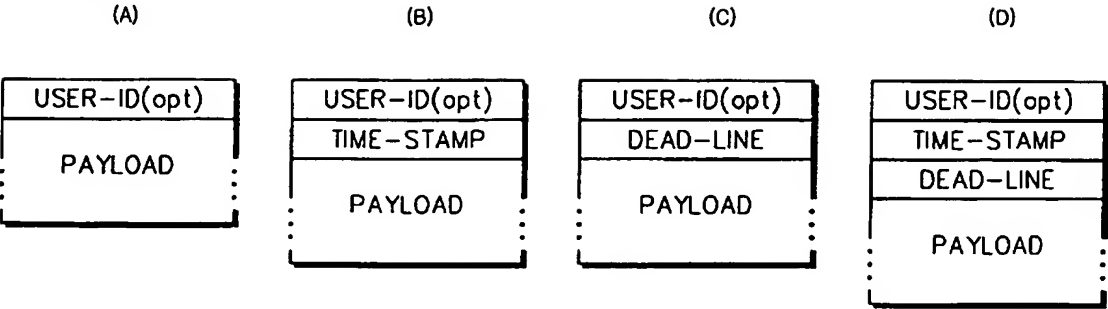 (A)
USER-ID(opt)
PAYLOAD
(B)
USER-ID(opt)
TIME-STAMP
PAYLOAD
(C)
USER-ID(opt)
DEAD-LINE
PAYLOAD
(D)
USER-ID(opt)
TIME-STAMP
DEAD-LINE
PAYLOAD